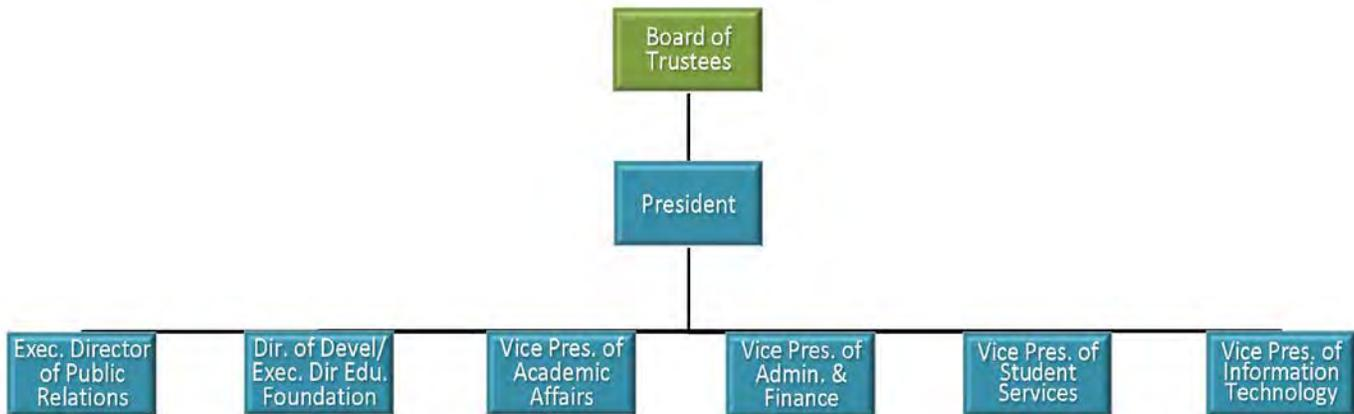 Board of
Trustees
President
Exec. Director
of Public
Relations
Dir. of Devel/
Exec. Dir Edu.
Foundation
Vice Pres. of
Academic
Affairs
Vice Pres. of
Admin. &
Finance
Vice Pres. of
Student
Services
Vice Pres. of
Information
Technology